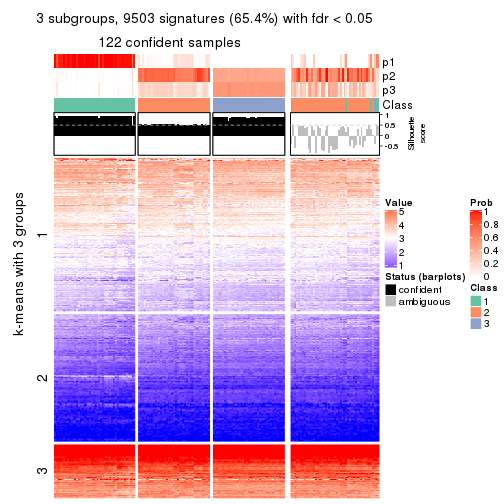 3 subgroups, 9503 signatures (65.4%) with fdr < 0.05
122 confident samples
p1
p2
p3
Class
1
0.5
0
-0.5
Silhouette
score
k-means with 3 groups
1
2
3
Value
5
4
3
2
1
Status (barplots)
confident
ambiguous
Prob
1
0.8
0.6
0.4
0.2
0
Class
1
2
3